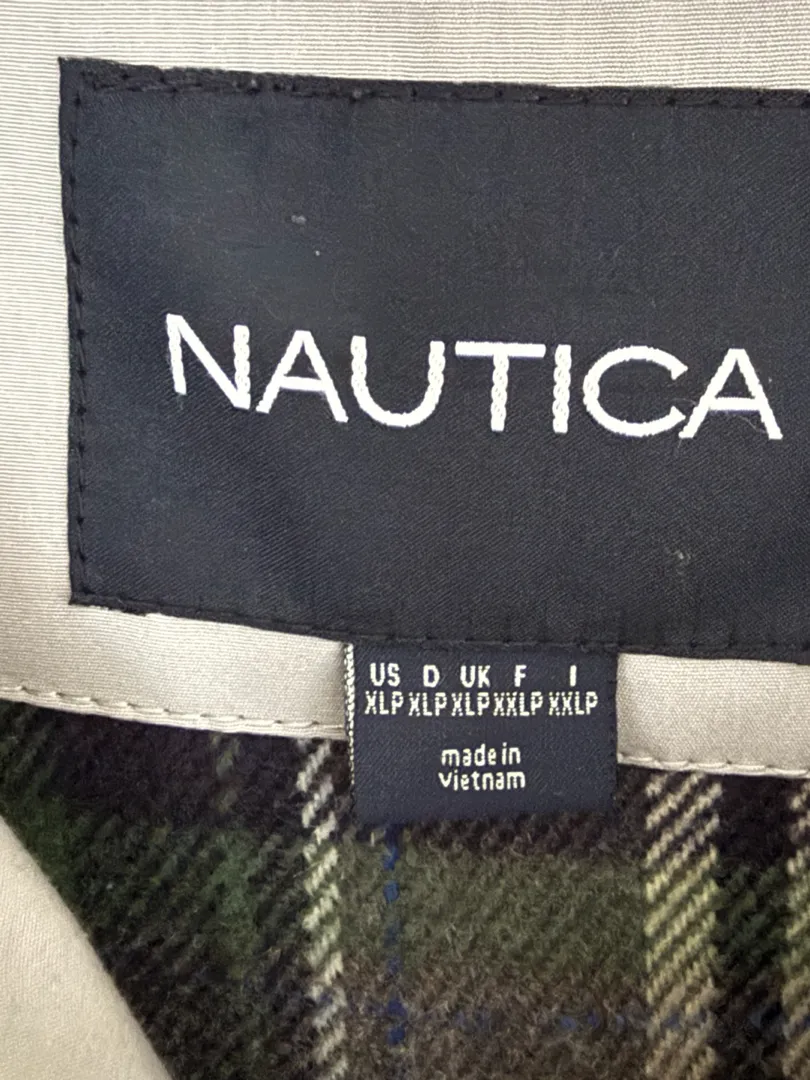 NAUTICA
US D UK F I
XLP XLP XLP XXLP XXLP
made in
vietnam